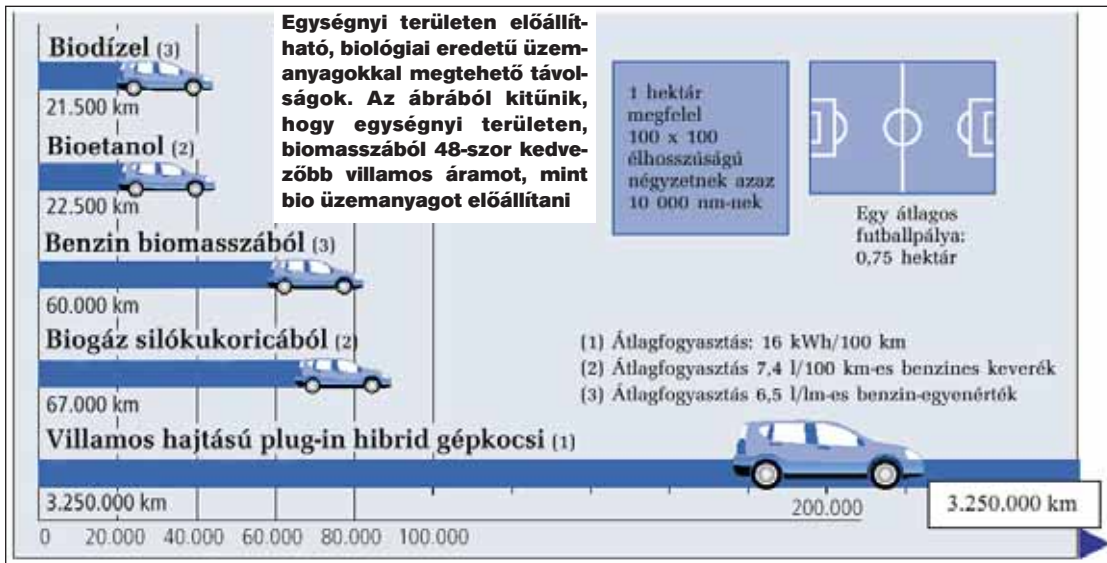 Biodízel (3)
21.500 km
Bioetanol (2)
22.500 km
Benzin biomasszából (3)
60.000 km
Biogáz silókukoricából (2)
67.000 km
Villamos hajtású plug-in hibrid gépkocsi (1)
3.250.000 km
Egységnyi területen előállít-
ható, biológiai eredetű üzem-
anyagokkal megtehető távol-
ságok. Az ábrából kitűnik,
hogy egységnyi területen,
biomasszából 48-szor kedve-
zőbb villamos áramot, mint
bio üzemanyagot előállítani
1 hektár
megfelel
100 x 100
élhosszúságú
négyzetnek azaz
10 000 nm-nek
Egy átlagos
futballpálya:
0,75 hektár
(1) Átlagfogyasztás: 16 kWh/100 km
(2) Átlagfogyasztás 7,4 l/100 km-es benzines keverék
(3) Átlagfogyasztás 6,5 l/lm-es benzin-egyenérték
200.000
3.250.000 km
0 20.000 40.000 60.000 80.000 100.000